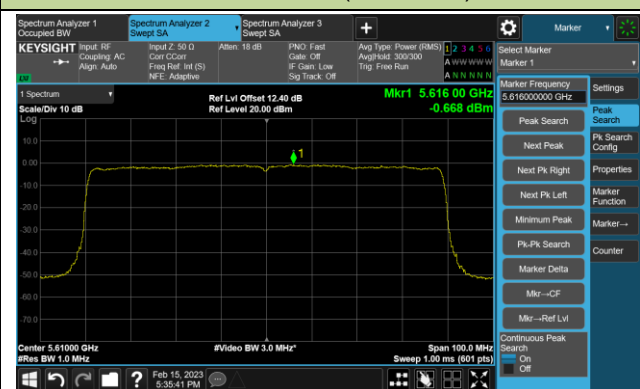 Spectrum Analyzer 1
Occupied BW
Spectrum Analyzer 2
Swept SA
Spectrum Analyzer 3
Swept SA
+
Marker
KEYSIGHT
Input: RF
Coupling: AC
Align: Auto
Input Z: 50 Ω
Corr CCorr
Freq Ref: Int (S)
NFE: Adaptive
Atten: 18 dB
PNO: Fast
Gate: Off
IF Gain: Low
Sig Track: Off
Avg Type: Power (RMS)
Avg|Hold: 300/300
Trig: Free Run
1 2 3 4 5 6
A W W W W W
A N N N N N
Select Marker
Marker 1
1 Spectrum
Scale/Div 10 dB
Log
Ref Lvl Offset 12.40 dB
Ref Level 20.00 dBm
Mkr1 5.616 00 GHz
-0.668 dBm
10.0
0.00
-10.0
-20.0
-30.0
-40.0
-50.0
-60.0
-70.0
1
Center 5.61000 GHz
#Res BW 1.0 MHz
#Video BW 3.0 MHz*
Span 100.0 MHz
Sweep 1.00 ms (601 pts)
Marker Frequency
5.616000000 GHz
Peak Search
Next Peak
Next Pk Right
Next Pk Left
Minimum Peak
Pk-Pk Search
Marker Delta
Mkr→CF
Mkr→Ref Lvl
Continuous Peak
Search
On
Off
Settings
Peak
Search
Pk Search
Config
Properties
Marker
Function
Marker→
Counter
?
Feb 15, 2023
5:35:41 PM